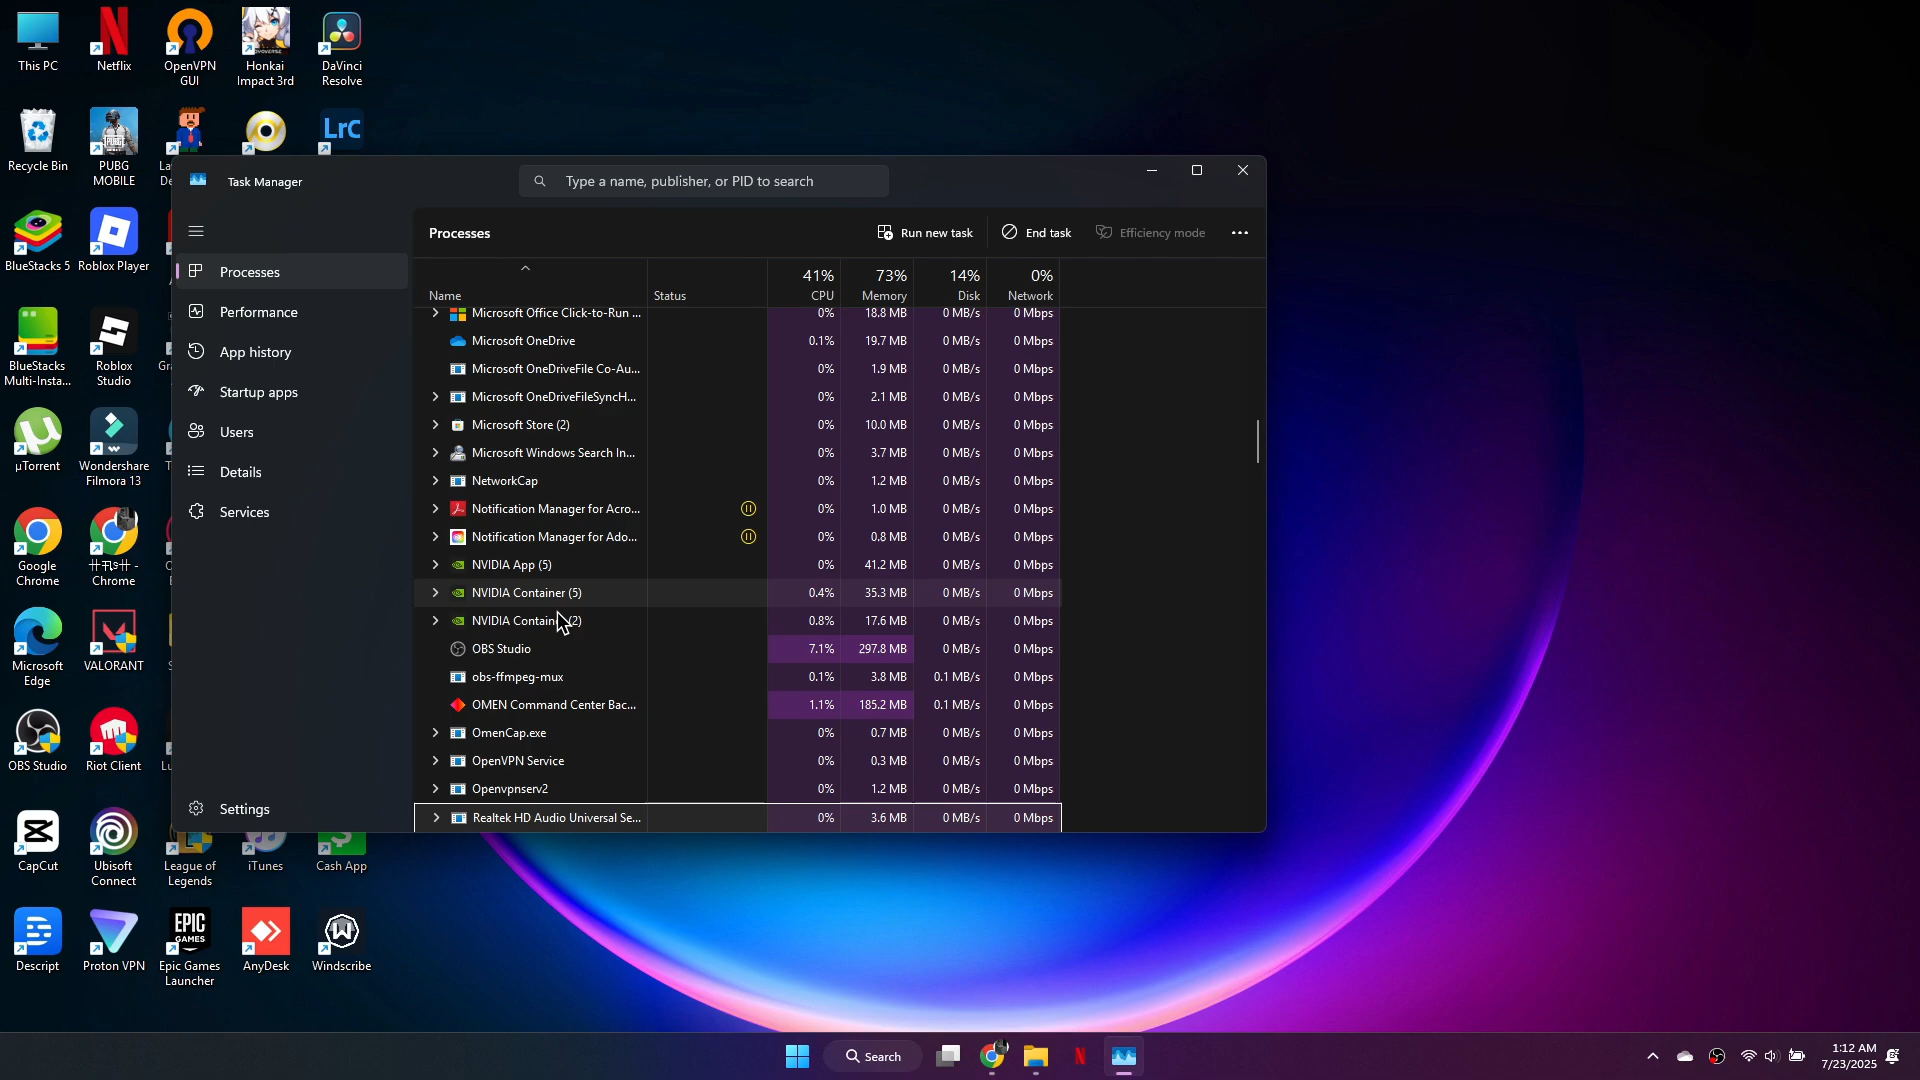 This PC
Netflix
OpenVPN
GUI
Honkai
Impact 3rd
DaVinci
Resolve
Recycle Bin
PUBG
MOBILE
LrC
BlueStacks 5
Roblox Player
BlueStacks
Multi-Insta...
Roblox
Studio
µTorrent
Wondershare
Filmora 13
Google
Chrome
Chrome
Microsoft
Edge
VALORANT
OBS Studio
Riot Client
CapCut
Ubisoft
Connect
League of
Legends
iTunes
Cash App
Descript
Proton VPN
EPIC
GAMES
Epic Games
Launcher
AnyDesk
Windscribe
Task Manager
Type a name, publisher, or PID to search
Processes
Performance
App history
Startup apps
Users
Details
Services
Settings
Processes
Run new task
End task
Efficiency mode
41% 73% 14% 0%
Name Status CPU Memory Disk Network
Microsoft Office Click-to-Run ... 0% 18.8 MB 0 MB/s 0 Mbps
Microsoft OneDrive 0.1% 19.7 MB 0 MB/s 0 Mbps
Microsoft OneDriveFile Co-Au... 0% 1.9 MB 0 MB/s 0 Mbps
Microsoft OneDriveFileSyncH... 0% 2.1 MB 0 MB/s 0 Mbps
Microsoft Store (2) 0% 10.0 MB 0 MB/s 0 Mbps
Microsoft Windows Search In... 0% 3.7 MB 0 MB/s 0 Mbps
NetworkCap 0% 1.2 MB 0 MB/s 0 Mbps
Notification Manager for Acro... 0% 1.0 MB 0 MB/s 0 Mbps
Notification Manager for Ado... 0% 0.8 MB 0 MB/s 0 Mbps
NVIDIA App (5) 0% 41.2 MB 0 MB/s 0 Mbps
NVIDIA Container (5) 0.4% 35.3 MB 0 MB/s 0 Mbps
NVIDIA Container (2) 0.8% 17.6 MB 0 MB/s 0 Mbps
OBS Studio 7.1% 297.8 MB 0 MB/s 0 Mbps
obs-ffmpeg-mux 0.1% 3.8 MB 0.1 MB/s 0 Mbps
OMEN Command Center Bac... 1.1% 185.2 MB 0.1 MB/s 0 Mbps
OmenCap.exe 0% 0.7 MB 0 MB/s 0 Mbps
OpenVPN Service 0% 0.3 MB 0 MB/s 0 Mbps
Openvpnserv2 0% 1.2 MB 0 MB/s 0 Mbps
Realtek HD Audio Universal Se... 0% 3.6 MB 0 MB/s 0 Mbps
Search
1:12 AM
7/23/2025